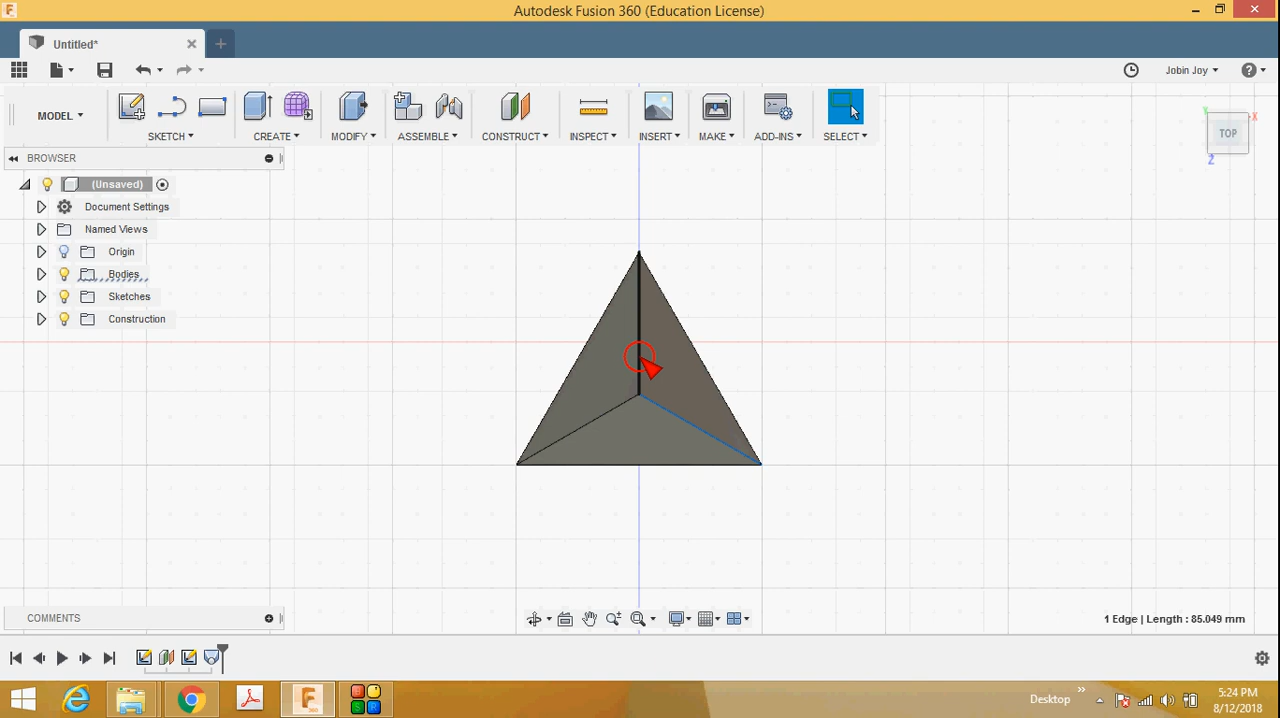 Autodesk Fusion 360 (Education License)
Untitled*
Jobin Joy
MODEL
SKETCH
CREATE
MODIFY
ASSEMBLE
CONSTRUCT
INSPECT
INSERT
MAKE
ADD-INS
SELECT
BROWSER
(Unsaved)
Document Settings
Named Views
Origin
Bodies
Sketches
Construction
TOP
X
Y
Z
COMMENTS
1 Edge | Length : 85.049 mm
Desktop
5:24 PM
8/12/2018